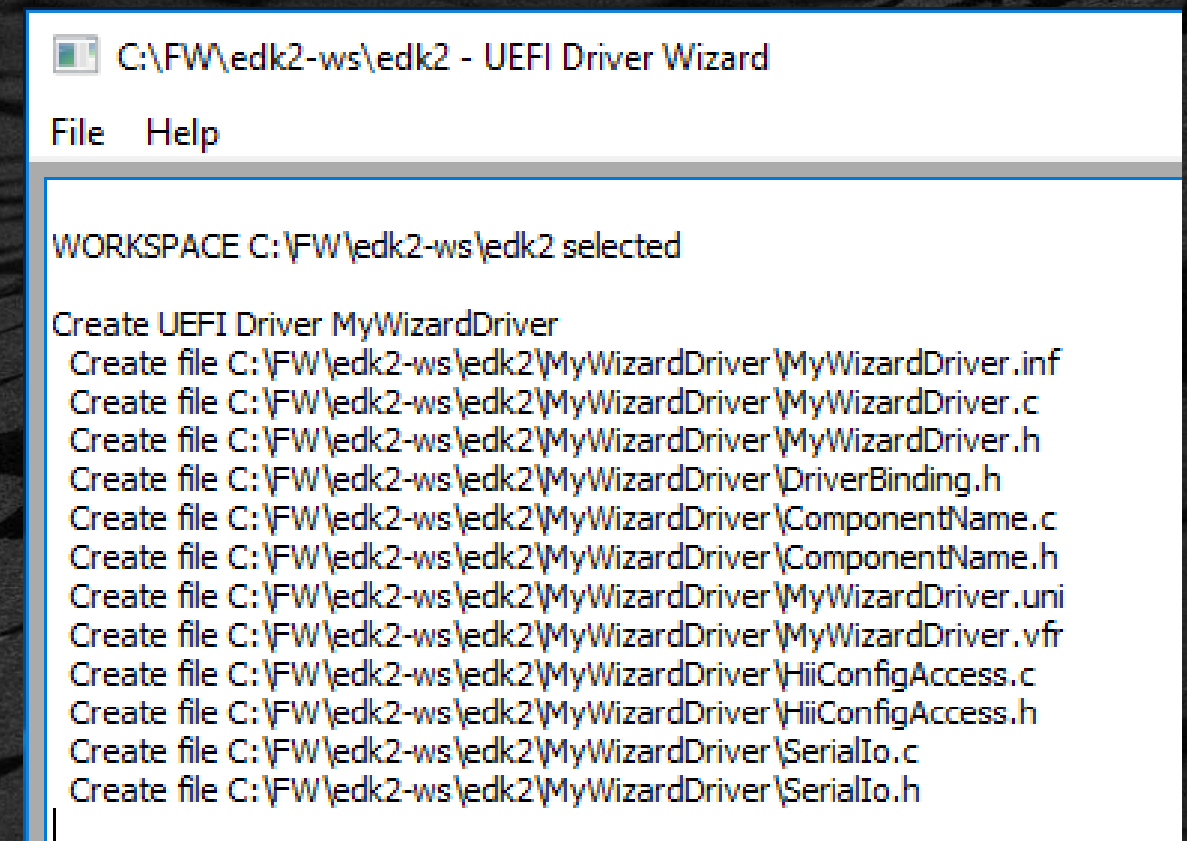 C:\FW\edk2-ws\edk2 - UEFI Driver Wizard
File Help
WORKSPACE C:\FW\edk2-ws\edk2 selected
Create UEFI Driver MyWizardDriver
Create file C:\FW\edk2-ws\edk2\MyWizardDriver\MyWizardDriver.inf
Create file C:\FW\edk2-ws\edk2\MyWizardDriver\MyWizardDriver.c
Create file C:\FW\edk2-ws\edk2\MyWizardDriver\MyWizardDriver.h
Create file C:\FW\edk2-ws\edk2\MyWizardDriver\DriverBinding.h
Create file C:\FW\edk2-ws\edk2\MyWizardDriver\ComponentName.c
Create file C:\FW\edk2-ws\edk2\MyWizardDriver\ComponentName.h
Create file C:\FW\edk2-ws\edk2\MyWizardDriver\MyWizardDriver.uni
Create file C:\FW\edk2-ws\edk2\MyWizardDriver\MyWizardDriver.vfr
Create file C:\FW\edk2-ws\edk2\MyWizardDriver\HiiConfigAccess.c
Create file C:\FW\edk2-ws\edk2\MyWizardDriver\HiiConfigAccess.h
Create file C:\FW\edk2-ws\edk2\MyWizardDriver\SerialIo.c
Create file C:\FW\edk2-ws\edk2\MyWizardDriver\SerialIo.h